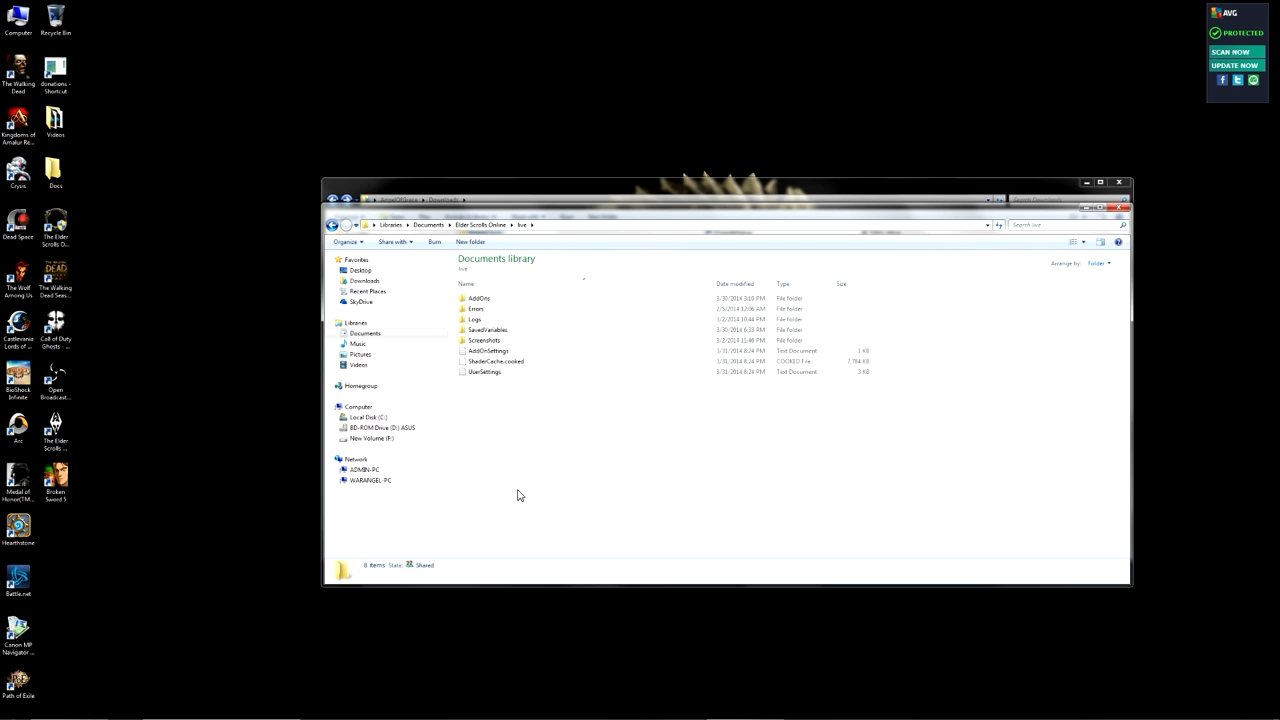 Computer
Recycle Bin
The Walking Dead
donations - Shortcut
Kingdoms of Amalur Re...
Videos
Crysis
Docs
Dead Space
The Elder Scrolls O...
The Wolf Among Us
The Walking Dead Seas...
Castlevania Lords of ...
Call of Duty Ghosts - ...
BioShock Infinite
Open Broadcast...
Arc
The Elder Scrolls ...
Medal of Honor(TM...
Broken Sword 5
Hearthstone
Battle.net
Canon MP Navigator ...
Path of Exile
AVG
PROTECTED
SCAN NOW
UPDATE NOW
AngelOfGrace Downloads
Search Downloads
Libraries Documents Elder Scrolls Online live
Search live
Organize Share with Burn New folder
Favorites
Desktop
Downloads
Recent Places
SkyDrive
Libraries
Documents
Music
Pictures
Videos
Homegroup
Computer
Local Disk (C:)
BD-ROM Drive (D:) ASUS
New Volume (F:)
Network
ADMIN-PC
WARANGEL-PC
Documents library
live
Arrange by: Folder
Name Date modified Type Size
AddOns 3/30/2014 3:10 PM File folder
Errors 2/5/2014 12:06 AM File folder
Logs 3/2/2014 10:44 PM File folder
SavedVariables 3/30/2014 6:33 PM File folder
Screenshots 3/2/2014 11:46 PM File folder
AddOnSettings 3/31/2014 8:24 PM Text Document 1 KB
ShaderCache.cooked 3/31/2014 8:24 PM COOKED File 7,784 KB
UserSettings 3/31/2014 8:24 PM Text Document 3 KB
8 items State: Shared